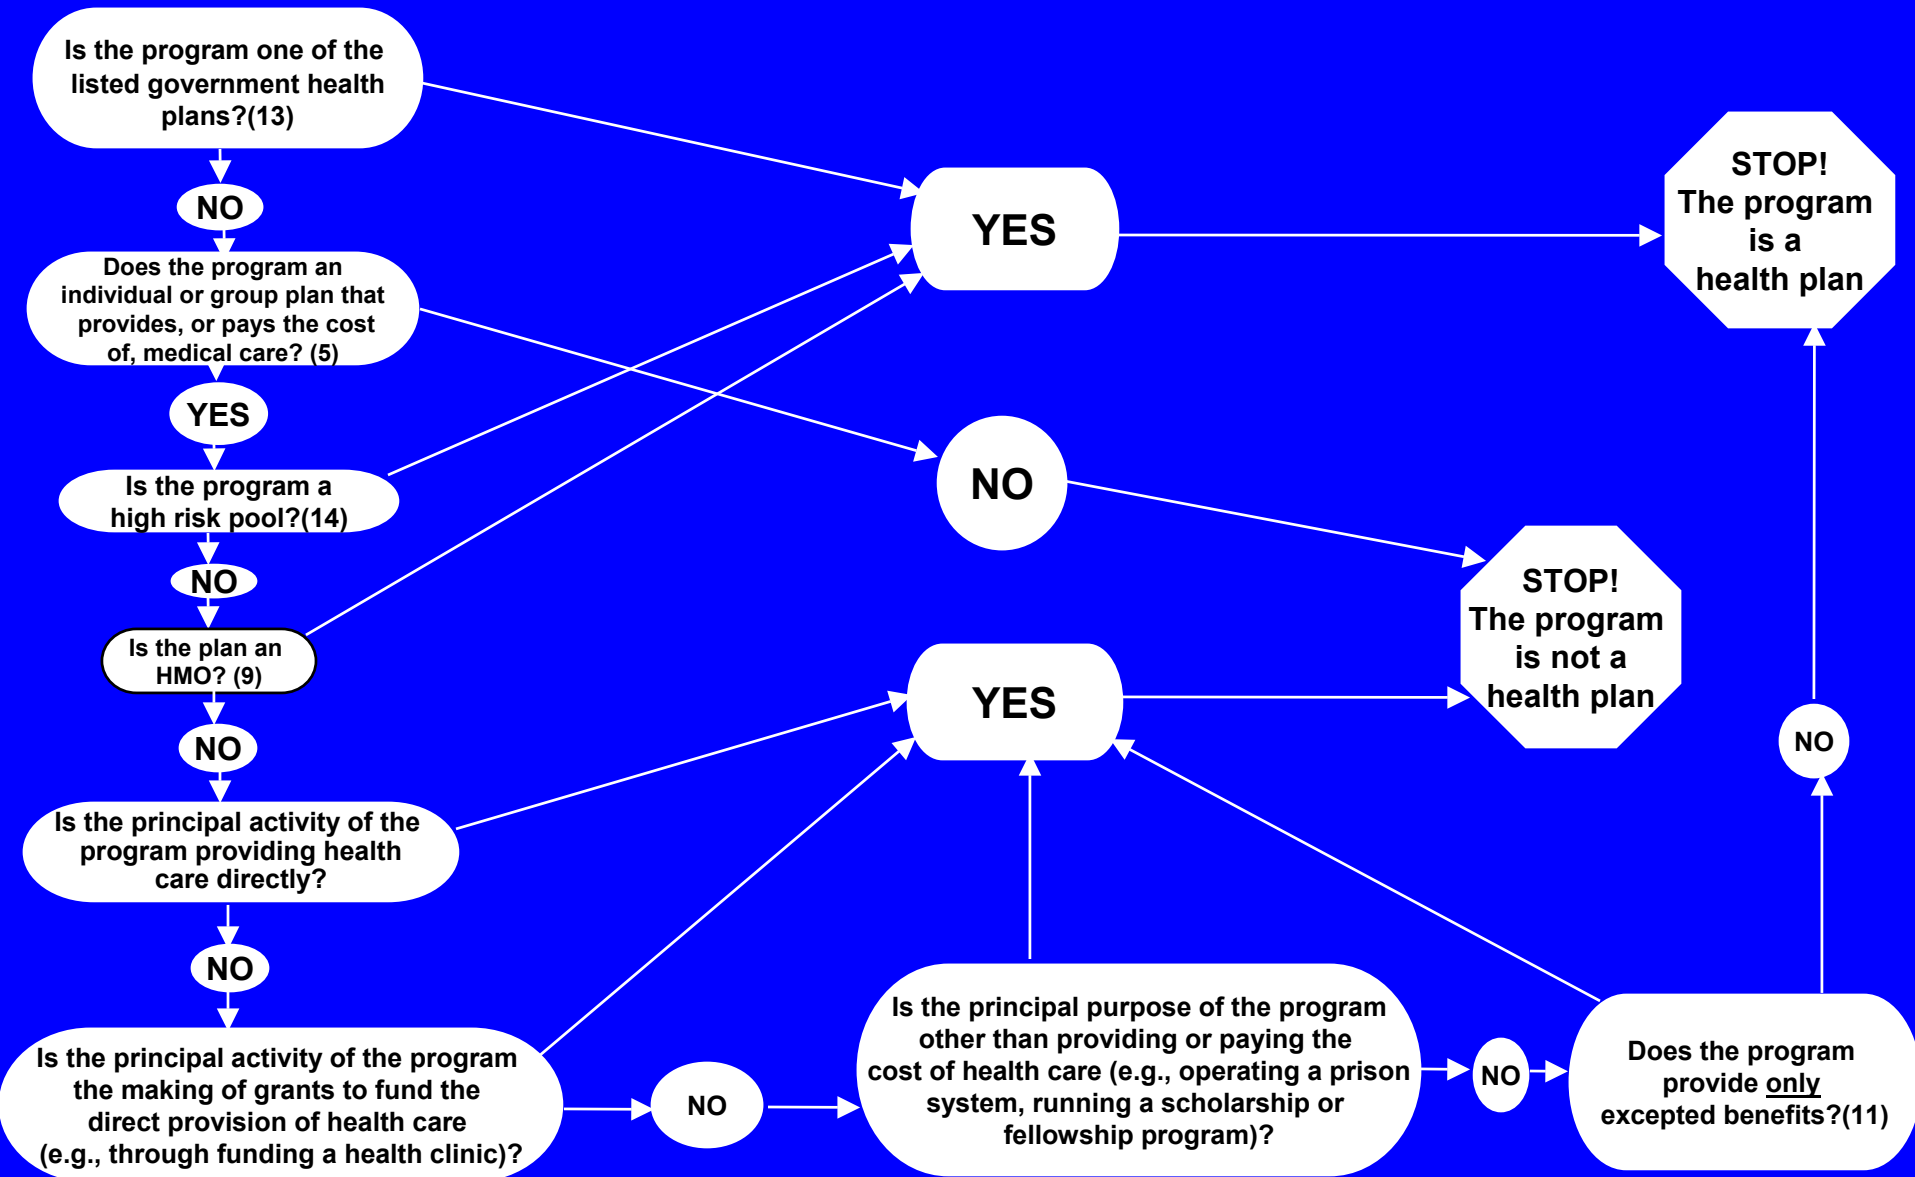 Is the program one of the
listed government health
plans?(13)
NO
Does the program an
individual or group plan that
provides, or pays the cost
of, medical care? (5)
YES
Is the program a
high risk pool?(14)
NO
Is the plan an
HMO? (9)
NO
Is the principal activity of the
program providing health
care directly?
NO
Is the principal activity of the program
the making of grants to fund the
direct provision of health care
(e.g., through funding a health clinic)?
NO
Is the principal purpose of the program
other than providing or paying the
cost of health care (e.g., operating a prison
system, running a scholarship or
fellowship program)?
NO
Does the program
provide only
excepted benefits?(11)
NO
YES
STOP!
The program
is a
health plan
NO
STOP!
The program
is not a
health plan
YES